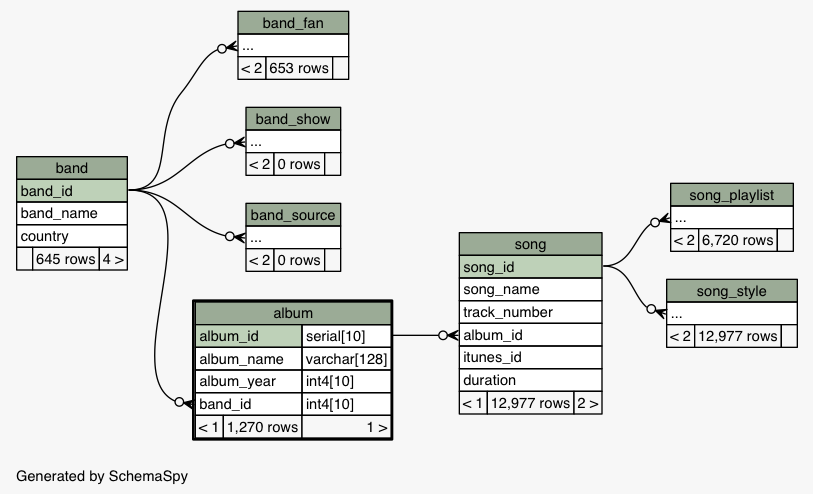 band_fan
...
< 2 653 rows
band_show
...
< 2 0 rows
band
band_id
band_name
country
645 rows 4 >
band_source
...
< 2 0 rows
album
album_id serial[10]
album_name varchar[128]
album_year int4[10]
band_id int4[10]
< 1 1,270 rows 1 >
song
song_id
song_name
track_number
album_id
itunes_id
duration
< 1 12,977 rows 2 >
song_playlist
...
< 2 6,720 rows
song_style
...
< 2 12,977 rows
Generated by SchemaSpy